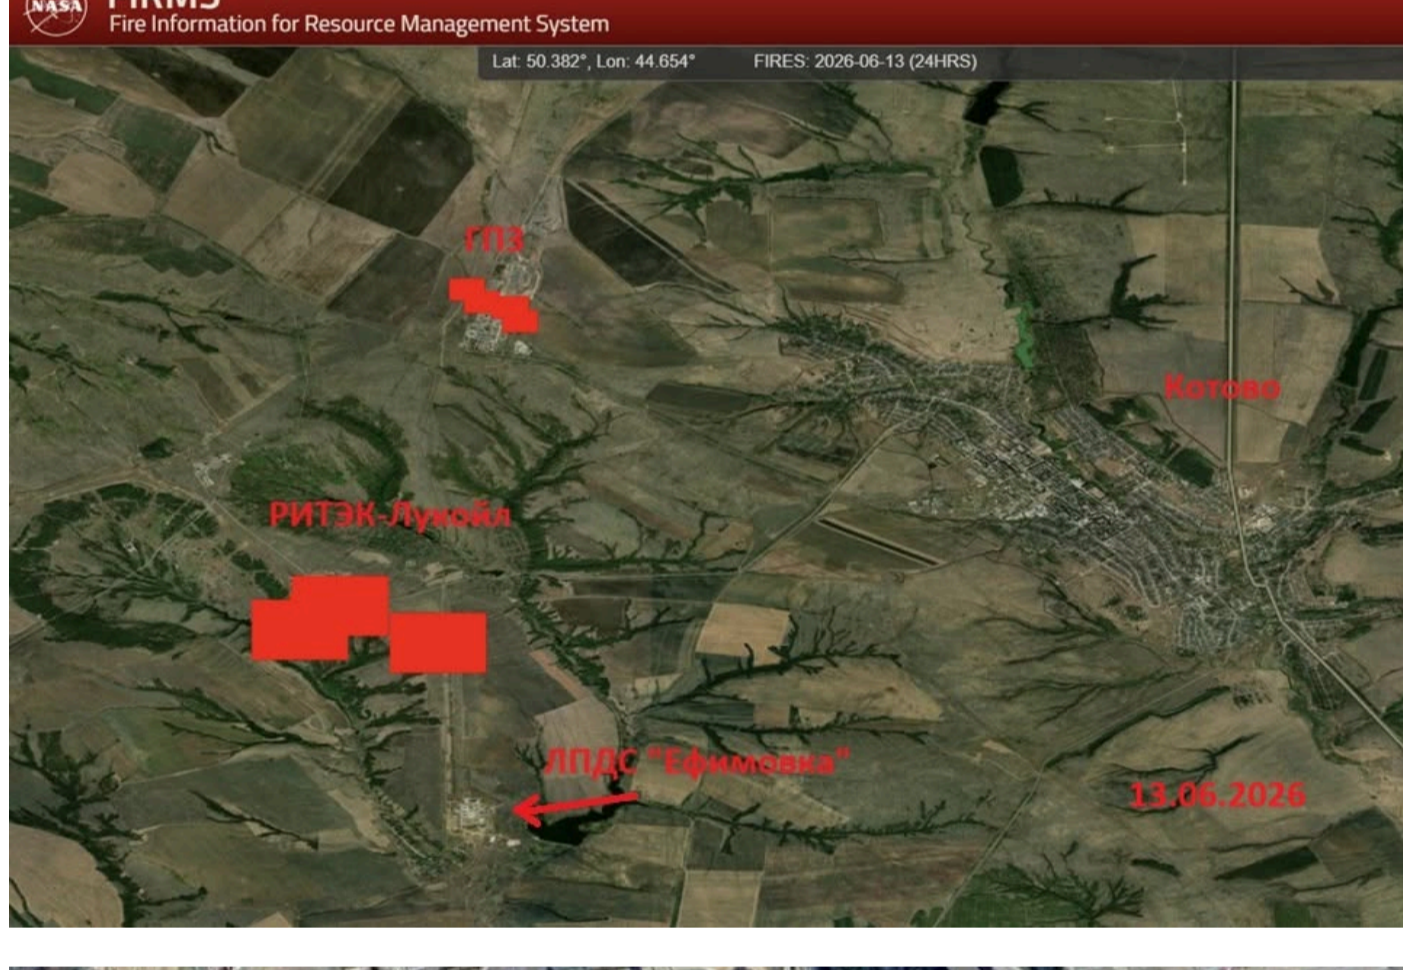 NASA
FIRMS
Fire Information for Resource Management System
Lat: 50.382°, Lon: 44.654° FIRES: 2026-06-13 (24HRS)
ГПЗ
Котово
РИТЭК-Лукойл
ЛПДС "Ефимовка"
13.06.2026